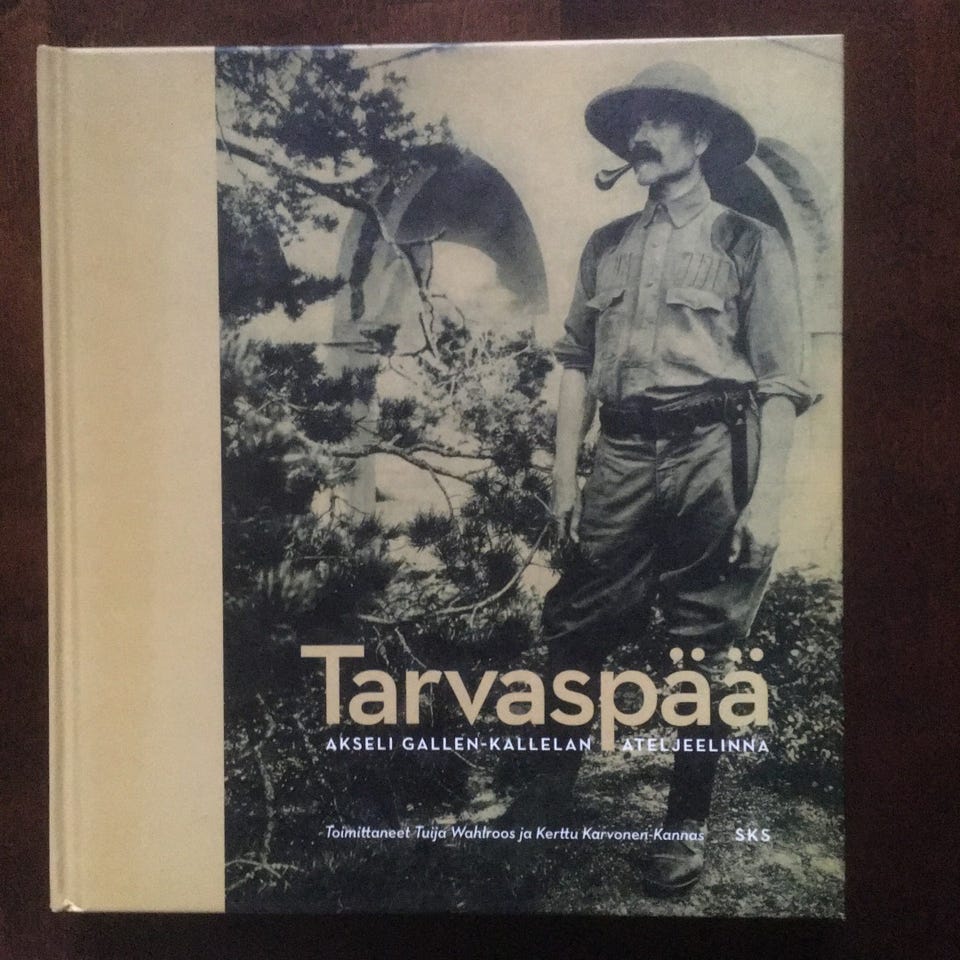 Tarvaspää
AKSELI GALLEN-KALLELAN ATELJEELINNA
Toimittaneet Tuija Wahlroos ja Kerttu Karvonen-Kannas SKS